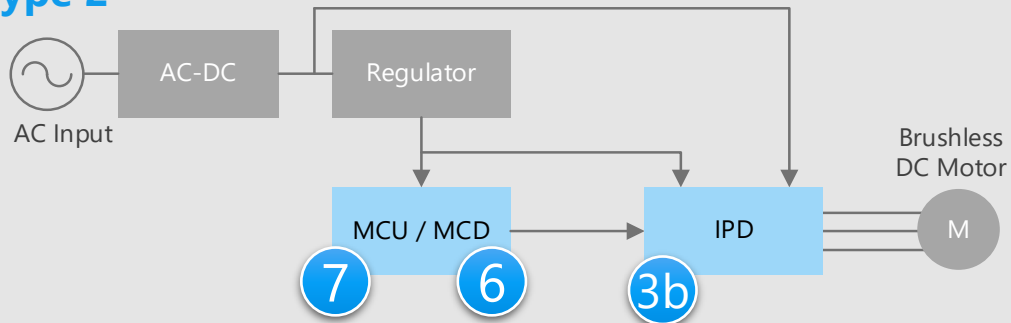 ype 2
AC-DC
Regulator
AC Input
Brushless
DC Motor
MCU / MCD
IPD
M
7
6
3b